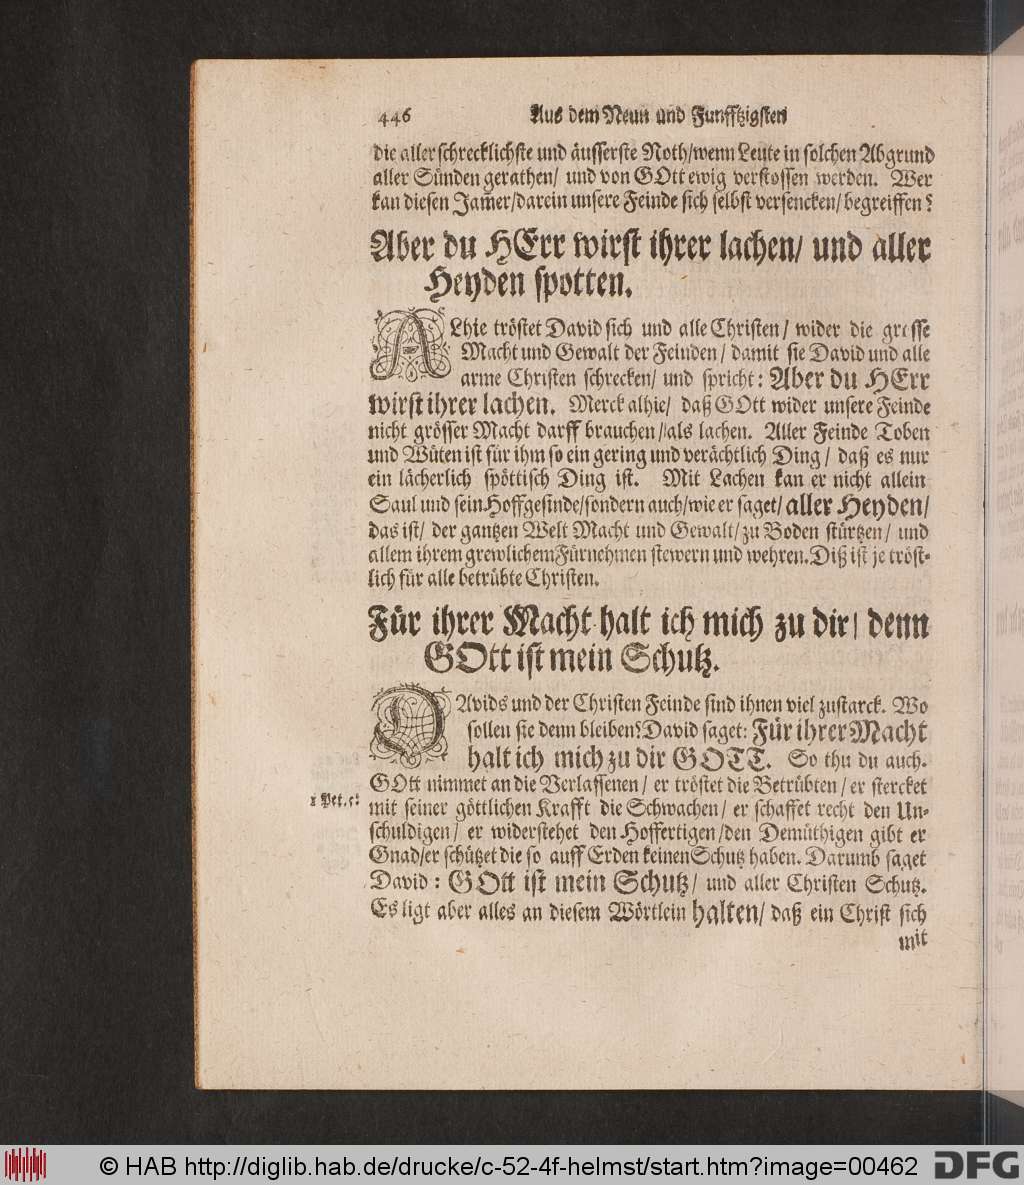 446 Aus dem Neun und Funfftzigsten
die allerschrecklichste und äusserste Noth/wenn Leute in solchen Abgrund
aller Sünden gerathen/ und von GOtt ewig verstossen werden. Wer
kan diesen Jam̃er/darein unsere Feinde sich selbst versencken/begreiffen?
Aber du HErr wirst ihrer lachen/ und aller
Heyden spotten.
ALhie tröstet David sich und alle Christen/ wider die grosse
Macht und Gewalt der Feinden/ damit sie David und alle
arme Christen schrecken/ und spricht: Aber du HErr
wirst ihrer lachen. Merck alhie/ daß GOtt wider unsere Feinde
nicht grösser Macht darff brauchen/als lachen. Aller Feinde Toben
und Wüten ist für ihm so ein gering und verächtlich Ding/ daß es nur
ein lächerlich spöttisch Ding ist. Mit Lachen kan er nicht allein
Saul und sein Hoffgesinde/sondern auch/wie er saget/ aller Heyden/
das ist/ der gantzen Welt Macht und Gewalt/zu Boden stürtzen/ und
allem ihrem grewlichem Fürnehmen stewern und wehren. Diß ist je tröst-
lich für alle betrübte Christen.
Für ihrer Macht halt ich mich zu dir/ denn
GOtt ist mein Schutz.
DAvids und der Christen Feinde sind ihnen viel zustarck. Wo
sollen sie denn bleiben? David saget: Für ihrer Macht
halt ich mich zu dir GOTT. So thu du auch.
GOtt nimmet an die Verlassenen/ er tröstet die Betrübten/er stercket
1 Pet. 5:
mit seiner göttlichen Krafft die Schwachen/ er schaffet recht den Un-
schuldigen/ er widerstehet den Hoffertigen/den Demüthigen gibt er
Gnad/er schützet die so auff Erden keinen Schutz haben. Darumb saget
David: GOtt ist mein Schutz/ und aller Christen Schutz.
Es ligt aber alles an diesem Wörtlein halten/ daß ein Christ sich
mit
© HAB http://diglib.hab.de/drucke/c-52-4f-helmst/start.htm?image=00462 DFG